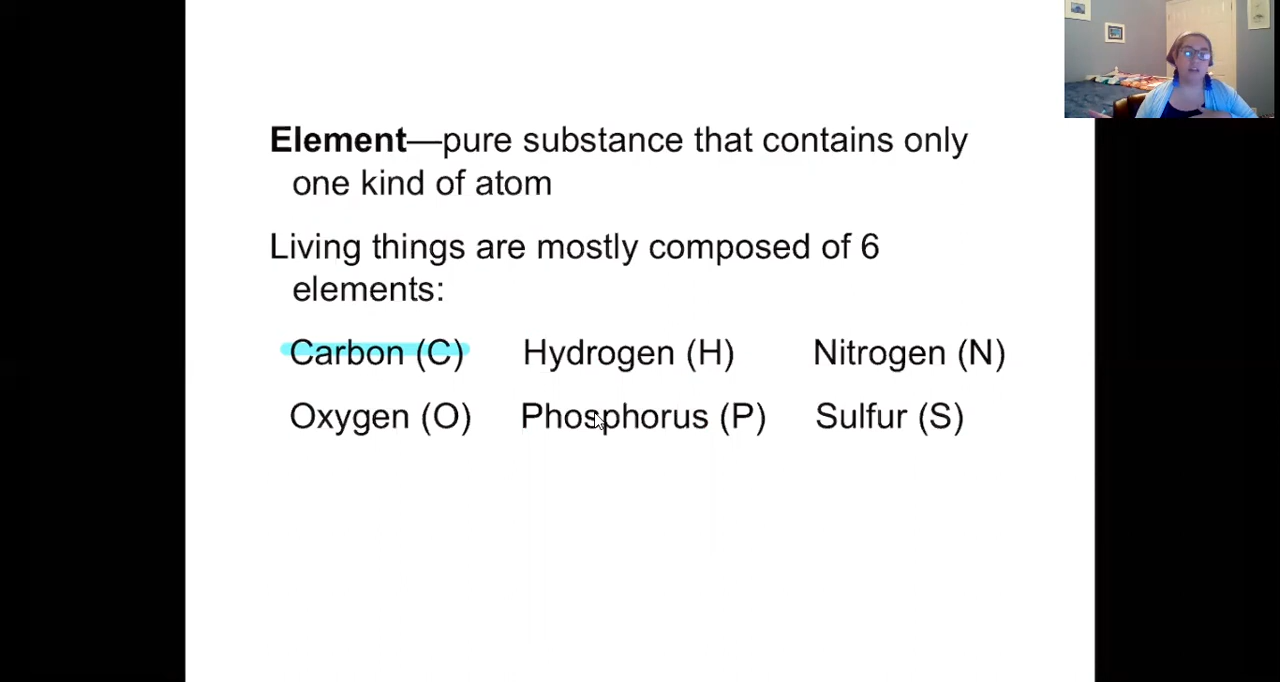 Element—pure substance that contains only
one kind of atom
Living things are mostly composed of 6
elements:
Carbon (C) Hydrogen (H) Nitrogen (N)
Oxygen (O) Phosphorus (P) Sulfur (S)